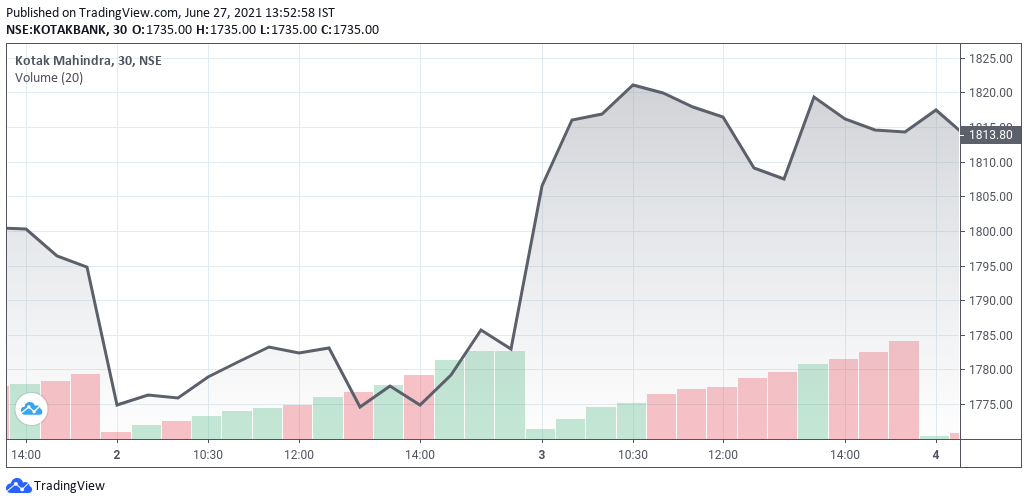 Published on TradingView.com, June 27, 2021 13:52:58 IST
NSE:KOTAKBANK, 30 O:1735.00 H:1735.00 L:1735.00 C:1735.00
Kotak Mahindra, 30, NSE
Volume (20)
1825.00
1820.00
1815.00
1813.80
1810.00
1805.00
1800.00
1795.00
1790.00
1785.00
1780.00
1775.00
14:00 2 10:30 12:00 14:00 3 10:30 12:00 14:00 4
TradingView